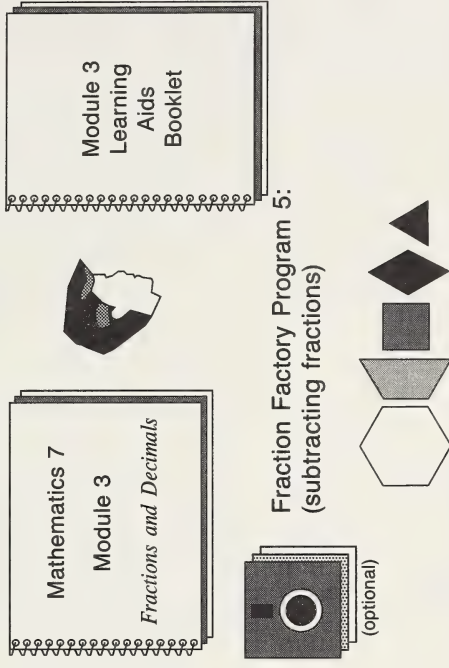 Mathematics 7
Module 3
Fractions and Decimals
Module 3
Learning
Aids
Booklet
(optional)
Fraction Factory Program 5:
(subtracting fractions)